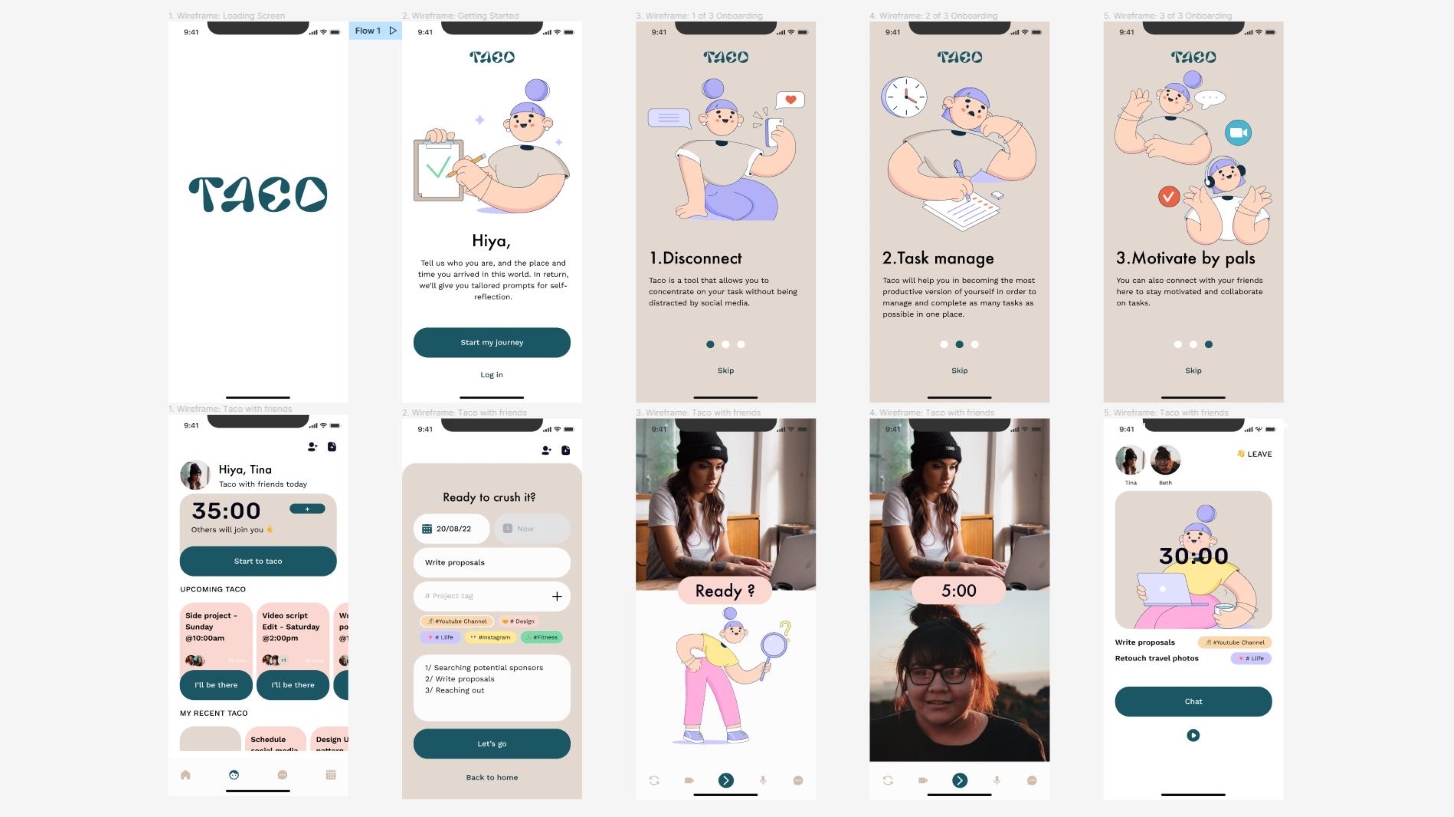 1. Wireframe: Loading Screen
9:41
TACO
Flow 1
2. Wireframe: Getting Started
9:41
TACO
Hiya,
Tell us who you are, and the place and
time you arrived in this world. In return,
we'll give you tailored prompts for self-
reflection.
Start my journey
Log in
3. Wireframe: 1 of 3 Onboarding
9:41
TACO
1.Disconnect
Taco is a tool that allows you to
concentrate on your task without being
distracted by social media.
Skip
4. Wireframe: 2 of 3 Onboarding
9:41
TACO
2.Task manage
Taco will help you in becoming the most
productive version of yourself in order to
manage and complete as many tasks as
possible in one place.
Skip
5. Wireframe: 3 of 3 Onboarding
9:41
TACO
3.Motivate by pals
You can also connect with your friends
here to stay motivated and collaborate
on tasks.
Skip
1. Wireframe: Taco with friends
9:41
Hiya, Tina
Taco with friends today
35:00
+
Others will join you
Start to taco
UPCOMING TACO
Side project -
Sunday
@10:00am
I'll be there
Video script
Edit - Saturday
@2:00pm
I'll be there
MY RECENT TACO
Schedule
social media
Design U
pattern
2. Wireframe: Taco with friends
9:41
Ready to crush it?
20/08/22
Now
Write proposals
# Project tag
#Youtube Channel
# Design
# Liife
#Instagram
#Fitness
1/ Searching potential sponsors
2/ Write proposals
3/ Reaching out
Let's go
Back to home
3. Wireframe: Taco with friends
9:41
Ready ?
4. Wireframe: Taco with friends
9:41
5:00
5. Wireframe: Taco with friends
9:41
LEAVE
Tina
Beth
30:00
Write proposals
#Youtube Channel
Retouch travel photos
# Liife
Chat